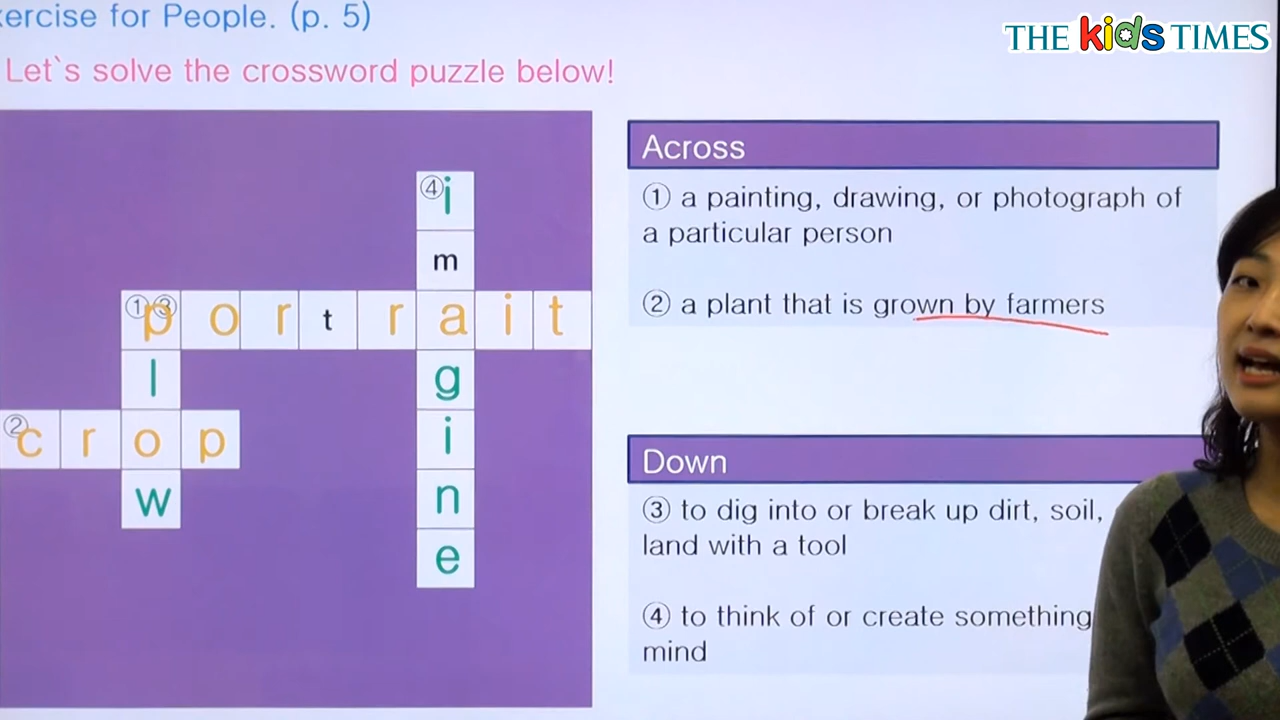 ercise for People. (p. 5)
THE kids TIMES
Let`s solve the crossword puzzle below!
④ i
m
①③ p o r t r a i t
l g
② c r o p i
w n
e
Across
① a painting, drawing, or photograph of
a particular person
② a plant that is grown by farmers
Down
③ to dig into or break up dirt, soil,
land with a tool
④ to think of or create something
mind